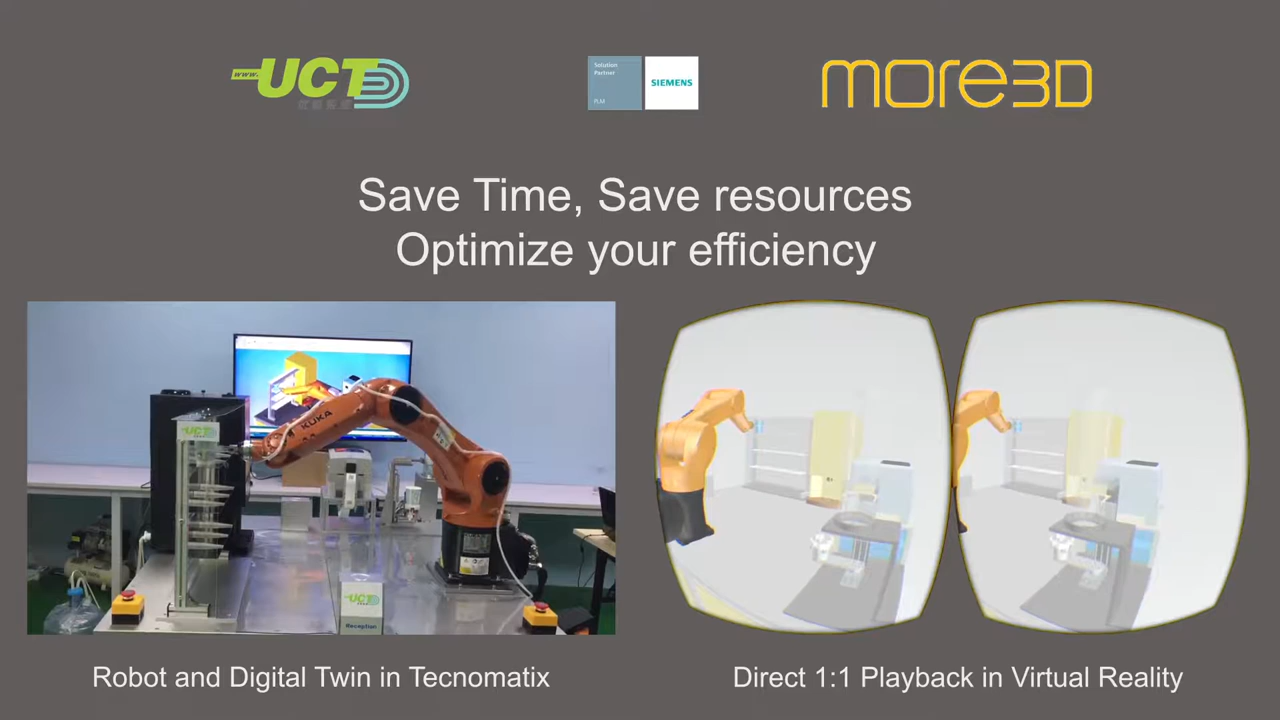 www.UCT
Solution
Partner
PLM
SIEMENS
more3D
Save Time, Save resources
Optimize your efficiency
KUKA
UCT
UCT
Reception
Robot and Digital Twin in Tecnomatix
Direct 1:1 Playback in Virtual Reality